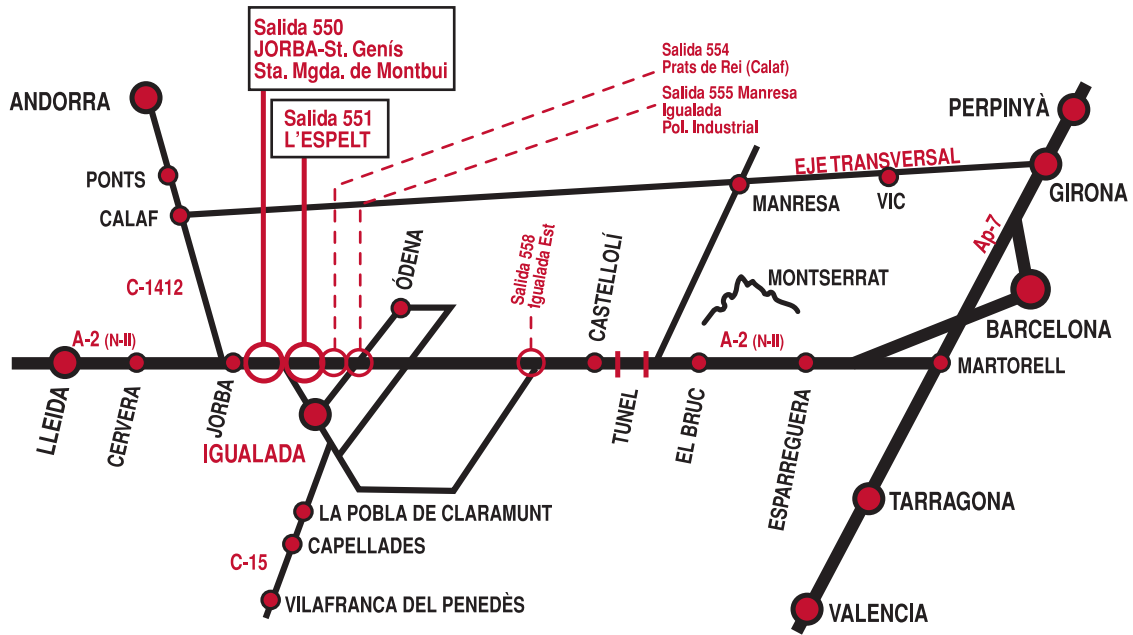 Salida 550
JORBA-St. Genís
Sta. Mgda. de Montbui
Salida 551
L'ESPELT
Salida 554
Prats de Rei (Calaf)
Salida 555 Manresa
Igualada
Pol. Industrial
ANDORRA
PONTS
CALAF
C-1412
PERPINYÀ
EJE TRANSVERSAL
GIRONA
MANRESA
VIC
Ap-7
ÓDENA
Salida 558
Igualada Est
CASTELLOLÍ
MONTSERRAT
BARCELONA
A-2 (N-II)
A-2 (N-II)
MARTORELL
LLEIDA
CERVERA
JORBA
IGUALADA
TUNEL
EL BRUC
ESPARREGUERA
LA POBLA DE CLARAMUNT
CAPELLADES
C-15
VILAFRANCA DEL PENEDÈS
TARRAGONA
VALENCIA